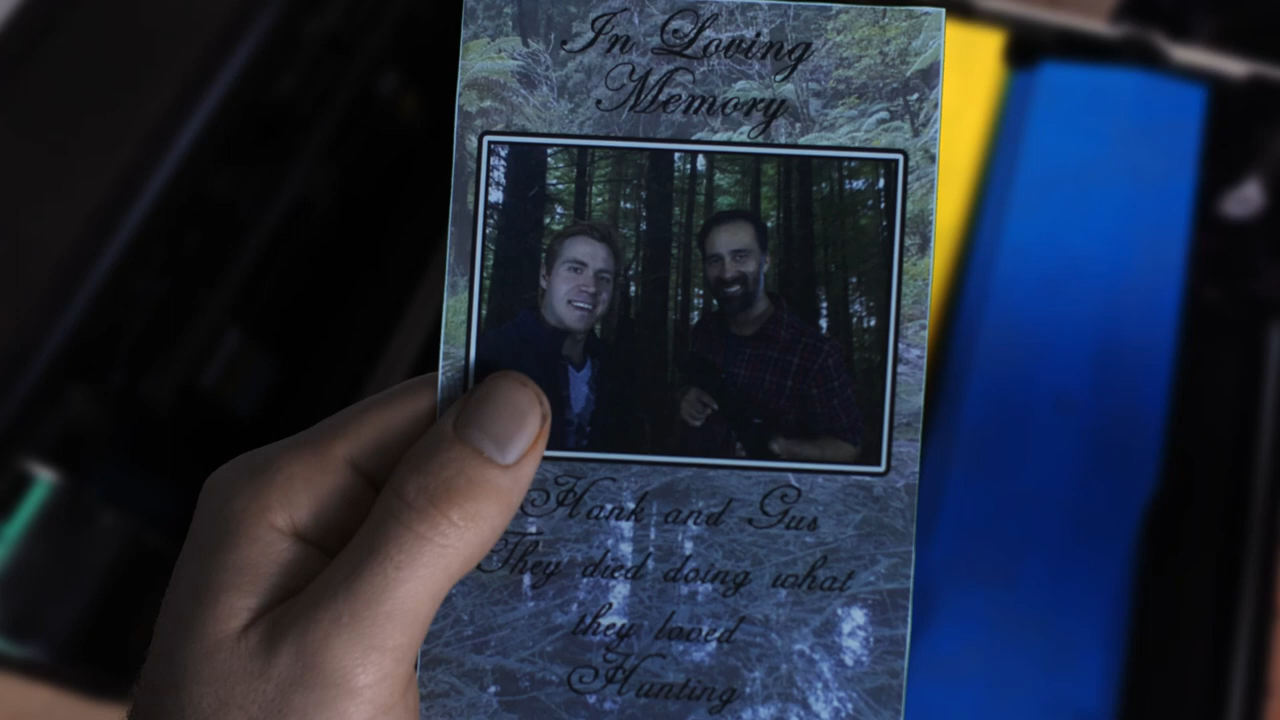 In Loving
Memory
Hank and Gus
They died doing what
they loved
Hunting